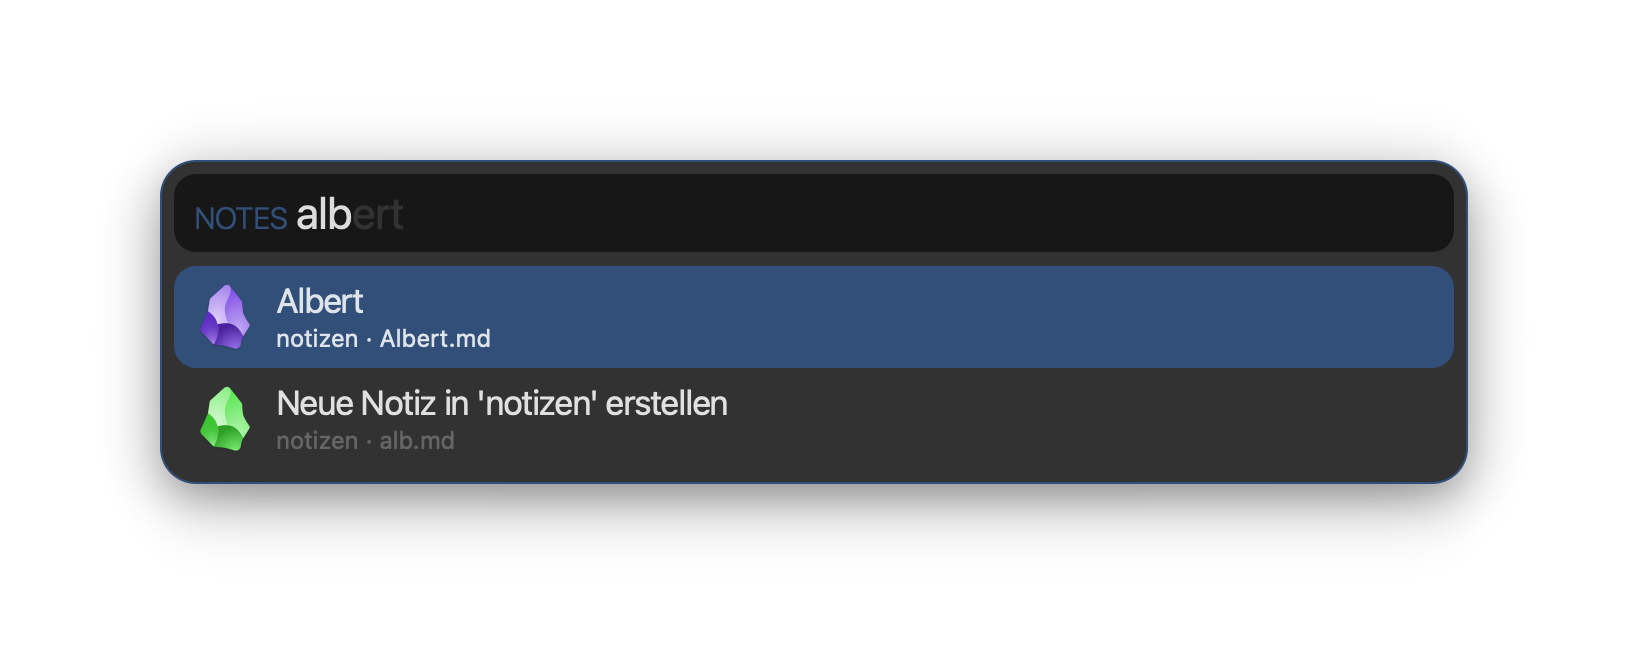 NOTES albert
Albert
notizen · Albert.md
Neue Notiz in 'notizen' erstellen
notizen · alb.md